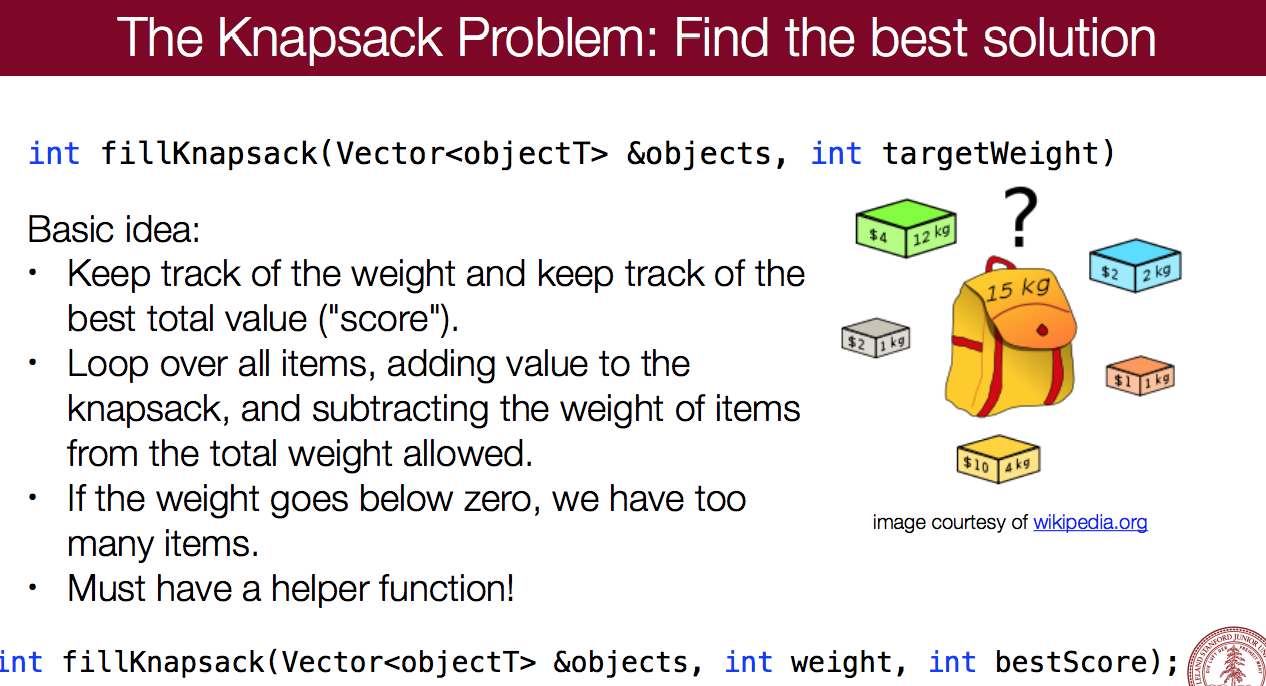 The Knapsack Problem: Find the best solution
int fillKnapsack(Vector<objectT> &objects, int targetWeight)
Basic idea:
• Keep track of the weight and keep track of the
best total value ("score").
• Loop over all items, adding value to the
knapsack, and subtracting the weight of items
from the total weight allowed.
• If the weight goes below zero, we have too
many items.
• Must have a helper function!
?
$4 12 kg
$2 2 kg
15 kg
$2 1 kg
$1 1 kg
$10 4 kg
image courtesy of wikipedia.org
int fillKnapsack(Vector<objectT> &objects, int weight, int bestScore);
LELAND STANFORD JUNIOR UN